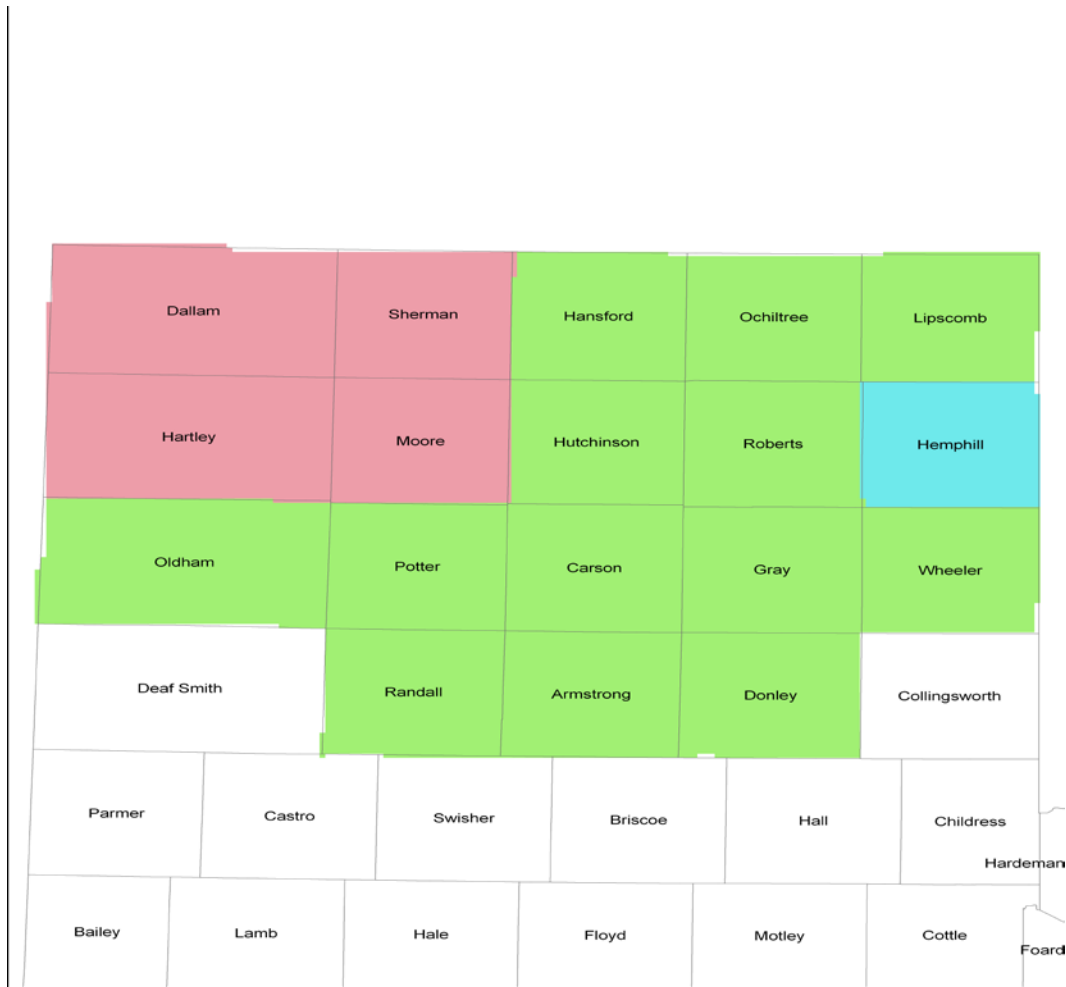 Dallam
Sherman
Hansford
Ochiltree
Lipscomb
Hartley
Moore
Hutchinson
Roberts
Hemphill
Oldham
Potter
Carson
Gray
Wheeler
Deaf Smith
Randall
Armstrong
Donley
Collingsworth
Parmer
Castro
Swisher
Briscoe
Hall
Childress
Hardeman
Bailey
Lamb
Hale
Floyd
Motley
Cottle
Foard